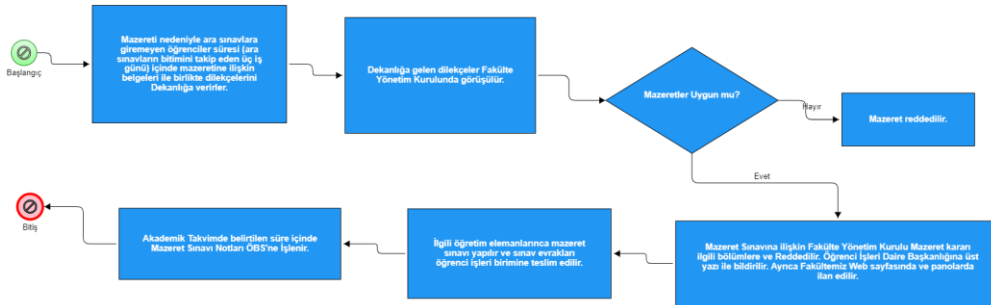 Başlangıç
Mazereti nedeniyle ara sınavlara
giremeyen öğrenciler süresi (ara
sınavların bitimini takip eden üç iş
günü) içinde mazeretine ilişkin
belgeleri ile birlikte dilekçelerini
Dekanlığa verirler.
Dekanlığa gelen dilekçeler Fakülte
Yönetim Kurulunda görüşülür.
Mazeretler Uygun mu?
Hayır
Mazeret reddedilir.
Evet
Mazeret Sınavına ilişkin Fakülte Yönetim Kurulu Mazeret kararı
ilgili bölümlere ve Reddedilir. Öğrenci İşleri Daire Başkanlığına üst
yazı ile bildirilir. Ayrıca Fakültemiz Web sayfasında ve panolarda
ilan edilir.
İlgili öğretim elemanlarınca mazeret
sınavı yapılır ve sınav evrakları
öğrenci işleri birimine teslim edilir.
Akademik Takvimde belirtilen süre içinde
Mazeret Sınavı Notları ÖBS'ne İşlenir.
Bitiş